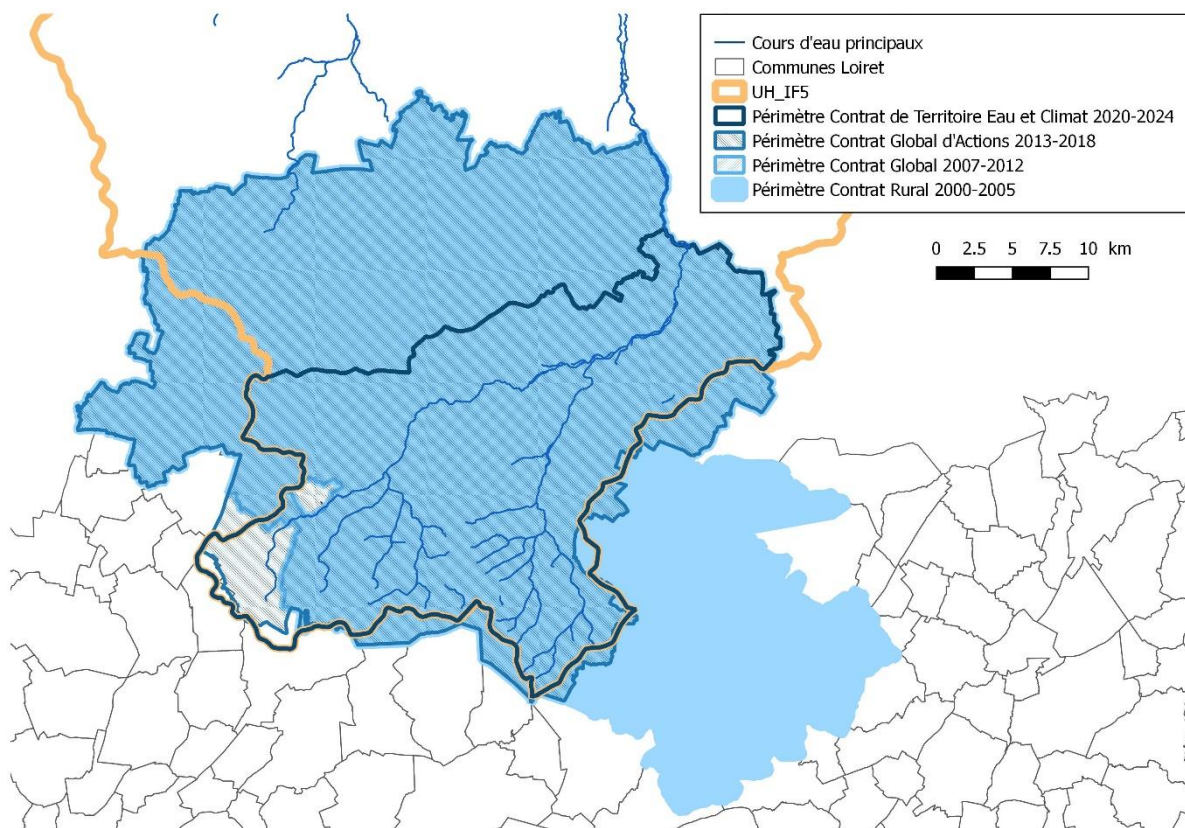 Cours d'eau principaux
Communes Loiret
UH_IF5
Périmètre Contrat de Territoire Eau et Climat 2020-2024
Périmètre Contrat Global d'Actions 2013-2018
Périmètre Contrat Global 2007-2012
Périmètre Contrat Rural 2000-2005
0 2.5 5 7.5 10 km